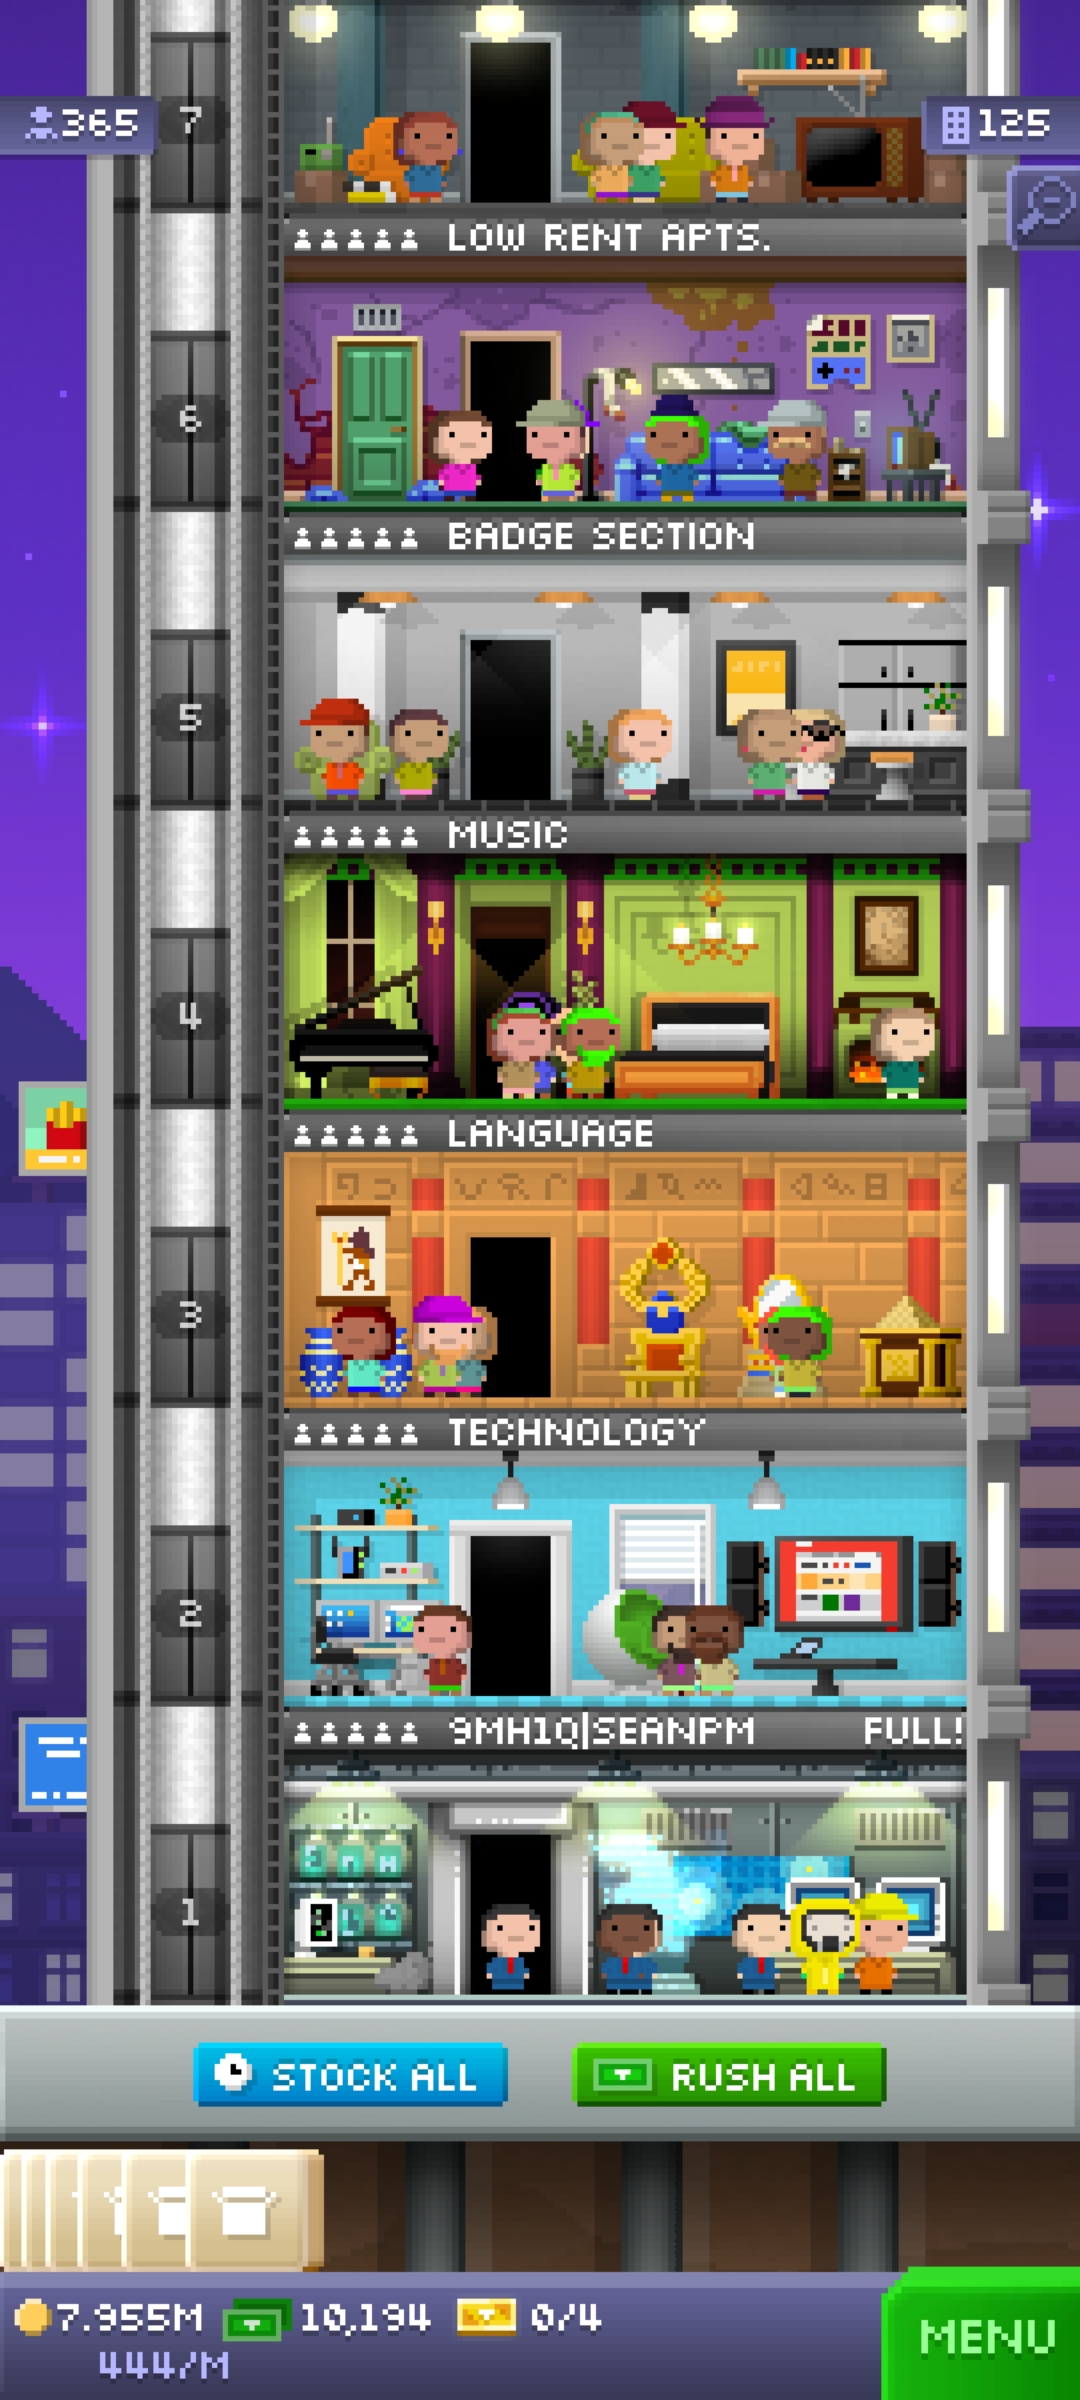 365
7
125
LOW RENT APTS.
6
BADGE SECTION
5
MUSIC
4
LANGUAGE
3
TECHNOLOGY
2
9MH1Q|SEANPM FULL!
1
STOCK ALL
RUSH ALL
7.955M
10,194
0/4
444/M
MENU